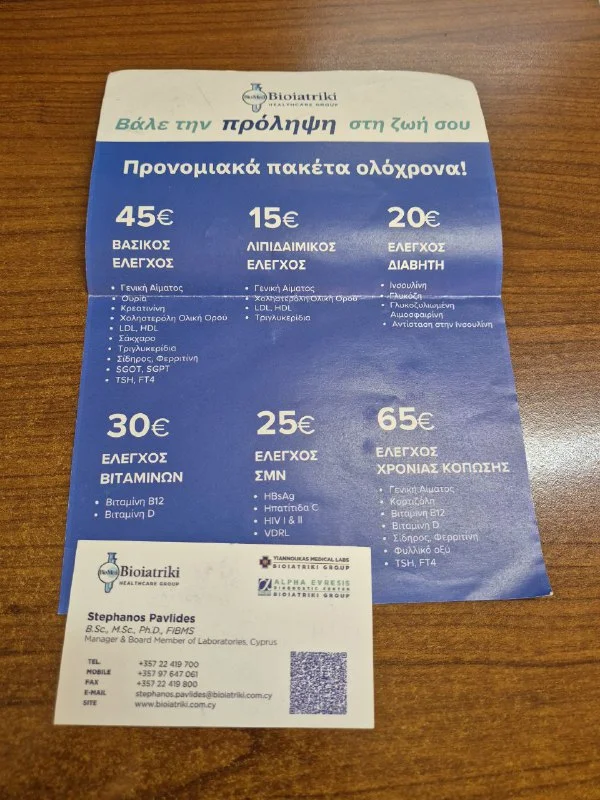 BioMed
Bioiatriki
HEALTHCARE GROUP
Βάλε την πρόληψη στη ζωή σου
Προνομιακά πακέτα ολόχρονα!
45€
ΒΑΣΙΚΟΣ
ΕΛΕΓΧΟΣ
• Γενική Αίματος
• Ουρία
• Κρεατινίνη
• Χοληστερόλη Ολική Ορού
• LDL, HDL
• Σάκχαρο
• Τριγλυκερίδια
• Σίδηρος, Φερριτίνη
• SGOT, SGPT
• TSH, FT4
15€
ΛΙΠΙΔΑΙΜΙΚΟΣ
ΕΛΕΓΧΟΣ
• Γενική Αίματος
• Χοληστερόλη Ολική Ορού
• LDL, HDL
• Τριγλυκερίδια
20€
ΕΛΕΓΧΟΣ
ΔΙΑΒΗΤΗ
• Ινσουλίνη
• Γλυκόζη
• Γλυκοζυλιωμένη
Αιμοσφαιρίνη
• Αντίσταση στην Ινσουλίνη
30€
ΕΛΕΓΧΟΣ
ΒΙΤΑΜΙΝΩΝ
• Βιταμίνη B12
• Βιταμίνη D
25€
ΕΛΕΓΧΟΣ
ΣΜΝ
• HBsAg
• Ηπατίτιδα C
• HIV I & II
• VDRL
65€
ΕΛΕΓΧΟΣ
ΧΡΟΝΙΑΣ ΚΟΠΩΣΗΣ
• Γενική Αίματος
• Κορτιζόλη
• Βιταμίνη B12
• Βιταμίνη D
• Σίδηρος, Φερριτίνη
• Φυλλικό οξύ
• TSH, FT4
Bioiatriki
HEALTHCARE GROUP
YIANNOUKAS MEDICAL LABS
BIOIATRIKI GROUP
ALPHA EVRESIS
DIAGNOSTIC CENTER
BIOIATRIKI GROUP
Stephanos Pavlides
B.Sc., M.Sc., Ph.D., FIBMS
Manager & Board Member of Laboratories, Cyprus
TEL +357 22 419 700
MOBILE +357 97 647 061
FAX +357 22 419 800
E-MAIL stephanos.pavlides@bioiatriki.com.cy
SITE www.bioiatriki.com.cy